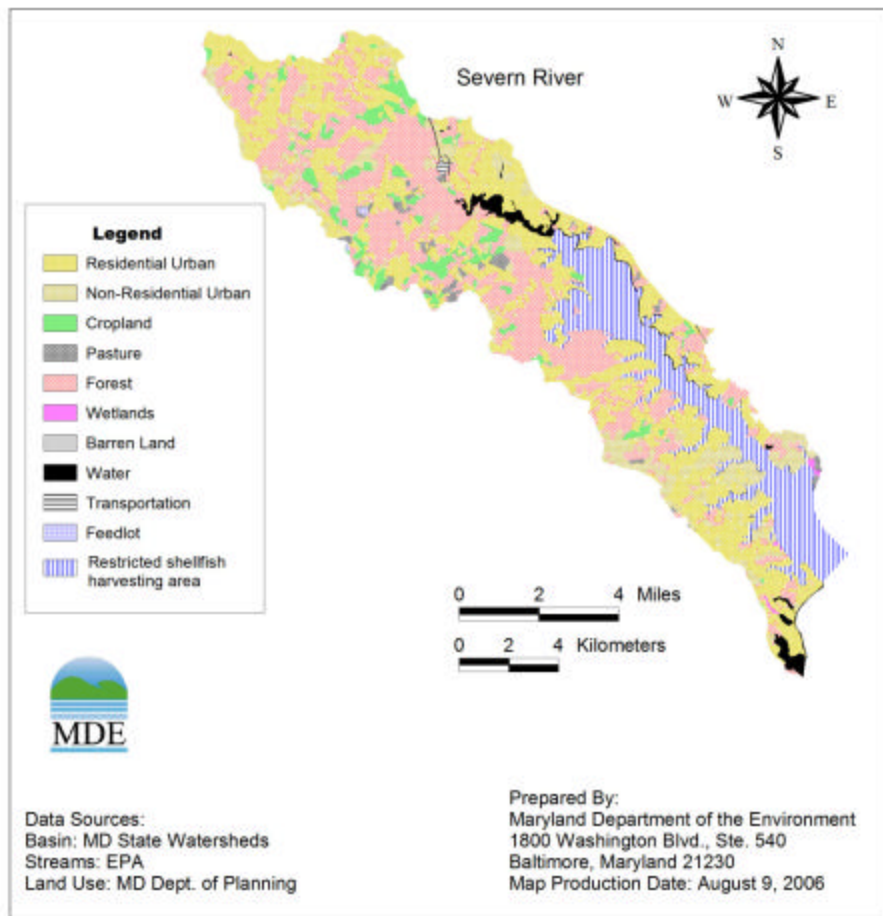 Severn River
N
W
E
S
Legend
Residential Urban
Non-Residential Urban
Cropland
Pasture
Forest
Wetlands
Barren Land
Water
Transportation
Feedlot
Restricted shellfish
harvesting area
0 2 4 Miles
0 2 4 Kilometers
MDE
Data Sources:
Basin: MD State Watersheds
Streams: EPA
Land Use: MD Dept. of Planning
Prepared By:
Maryland Department of the Environment
1800 Washington Blvd., Ste. 540
Baltimore, Maryland 21230
Map Production Date: August 9, 2006